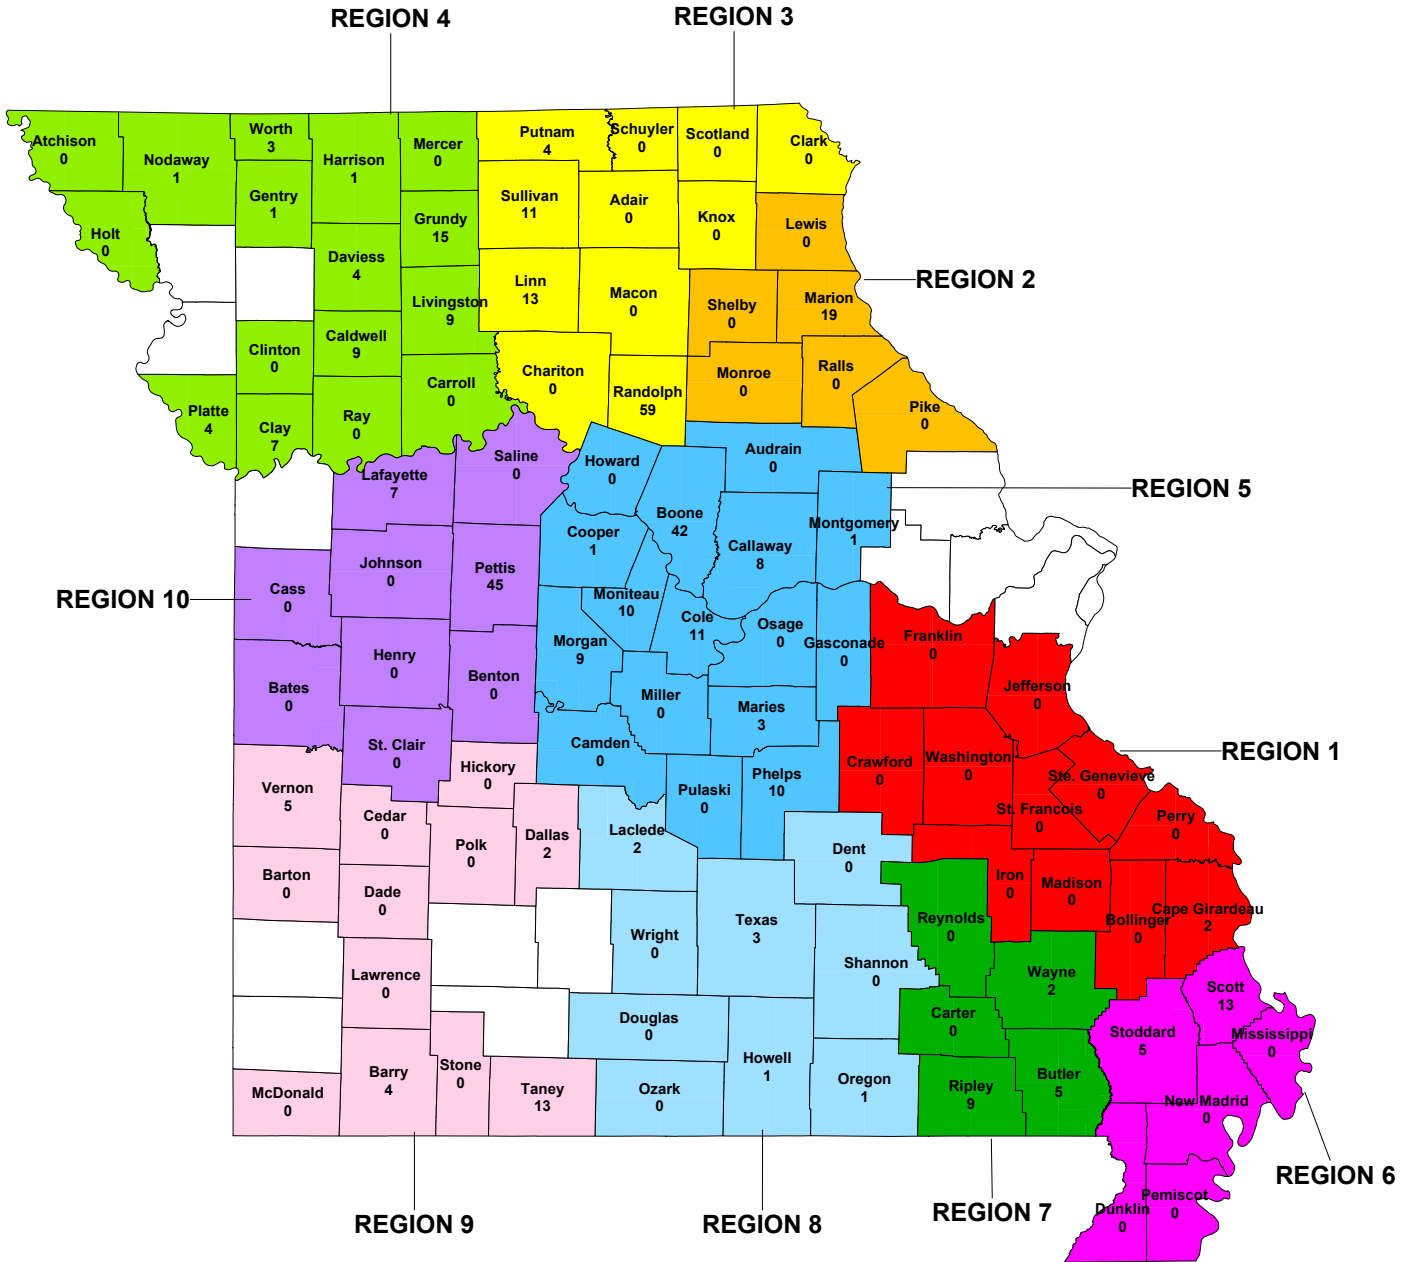 REGION 4
REGION 3
Atchison
0
Nodaway
1
Worth
3
Harrison
1
Mercer
0
Putnam
4
Schuyler
0
Scotland
0
Clark
0
Gentry
1
Grundy
15
Sullivan
11
Adair
0
Knox
0
Lewis
0
Holt
0
Daviess
4
Livingston
9
Linn
13
Macon
0
Shelby
0
Marion
19
REGION 2
Clinton
0
Caldwell
9
Carroll
0
Chariton
0
Randolph
59
Monroe
0
Ralls
0
Pike
0
Platte
4
Clay
7
Ray
0
Lafayette
7
Saline
0
Howard
0
Audrain
0
REGION 5
Boone
42
Montgomery
1
Cooper
1
Callaway
8
REGION 10
Cass
0
Johnson
0
Pettis
45
Moniteau
10
Cole
11
Osage
0
Gasconade
0
Franklin
0
Morgan
9
Bates
0
Henry
0
Benton
0
Miller
0
Maries
3
Jefferson
0
St. Clair
0
Camden
0
Phelps
10
Crawford
0
Washington
0
Ste. Genevieve
0
REGION 1
Vernon
5
Hickory
0
Pulaski
0
St. Francois
0
Perry
0
Cedar
0
Polk
0
Dallas
2
Laclede
2
Dent
0
Barton
0
Dade
0
Iron
0
Madison
0
Bollinger
0
Cape Girardeau
2
Texas
3
Reynolds
0
Wright
0
Shannon
0
Wayne
2
Lawrence
0
Scott
13
Douglas
0
Carter
0
Stoddard
5
Mississippi
0
McDonald
0
Barry
4
Stone
0
Taney
13
Ozark
0
Howell
1
Oregon
1
Ripley
9
Butler
5
New Madrid
0
REGION 6
Dunklin
0
Pemiscot
0
REGION 9
REGION 8
REGION 7